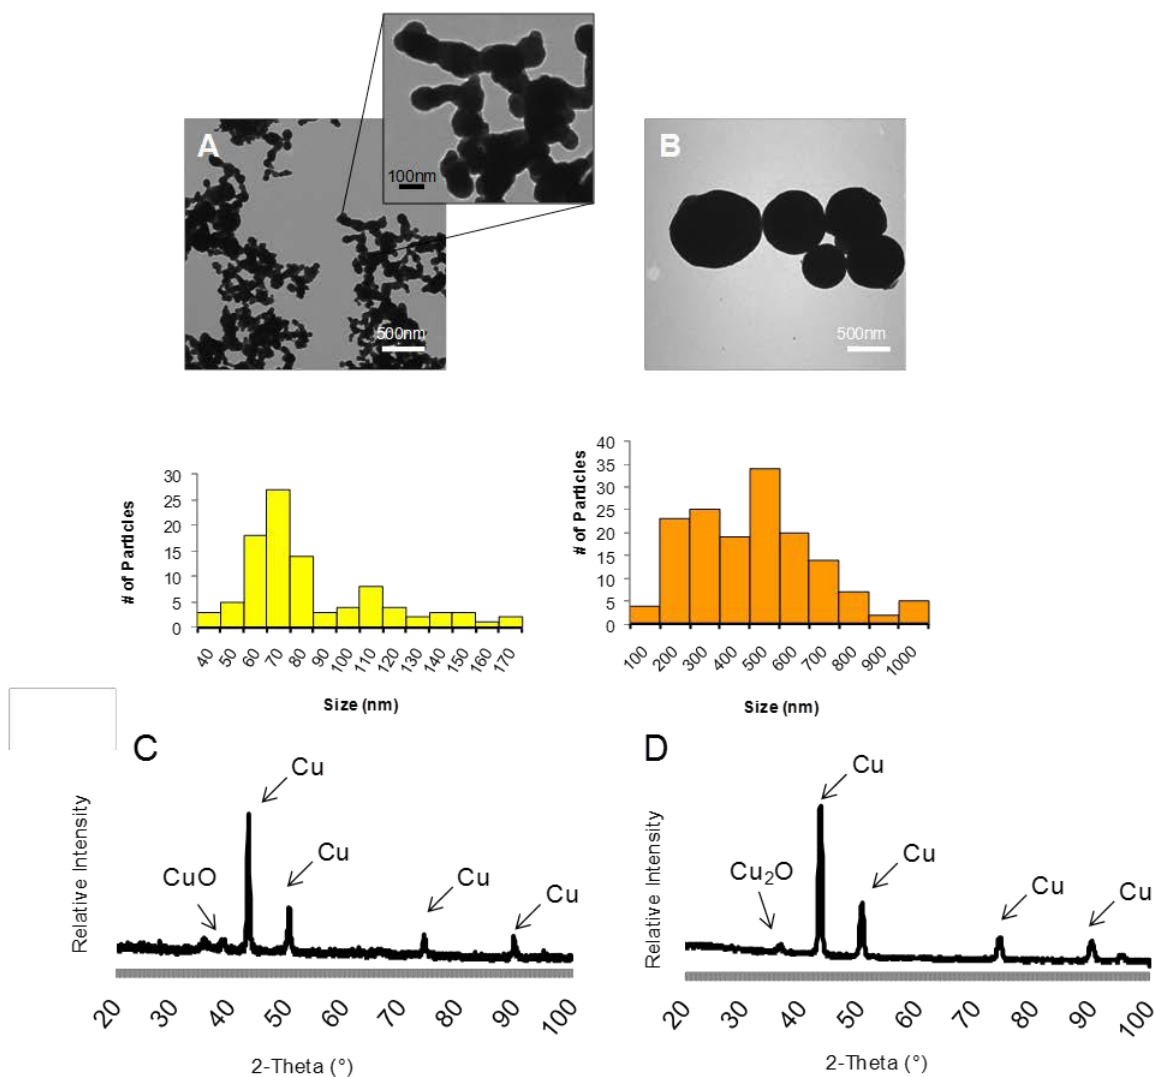 A
100nm
500nm
B
500nm
# of Particles
30
25
20
15
10
5
0
40 50 60 70 80 90 100 110 120 130 140 150 160 170
Size (nm)
# of Particles
40
35
30
25
20
15
10
5
0
100 200 300 400 500 600 700 800 900 1000
Size (nm)
C
Relative Intensity
CuO
Cu
Cu
Cu
Cu
20 30 40 50 60 70 80 90 100
2-Theta (°)
D
Relative Intensity
Cu₂O
Cu
Cu
Cu
Cu
20 30 40 50 60 70 80 90 100
2-Theta (°)